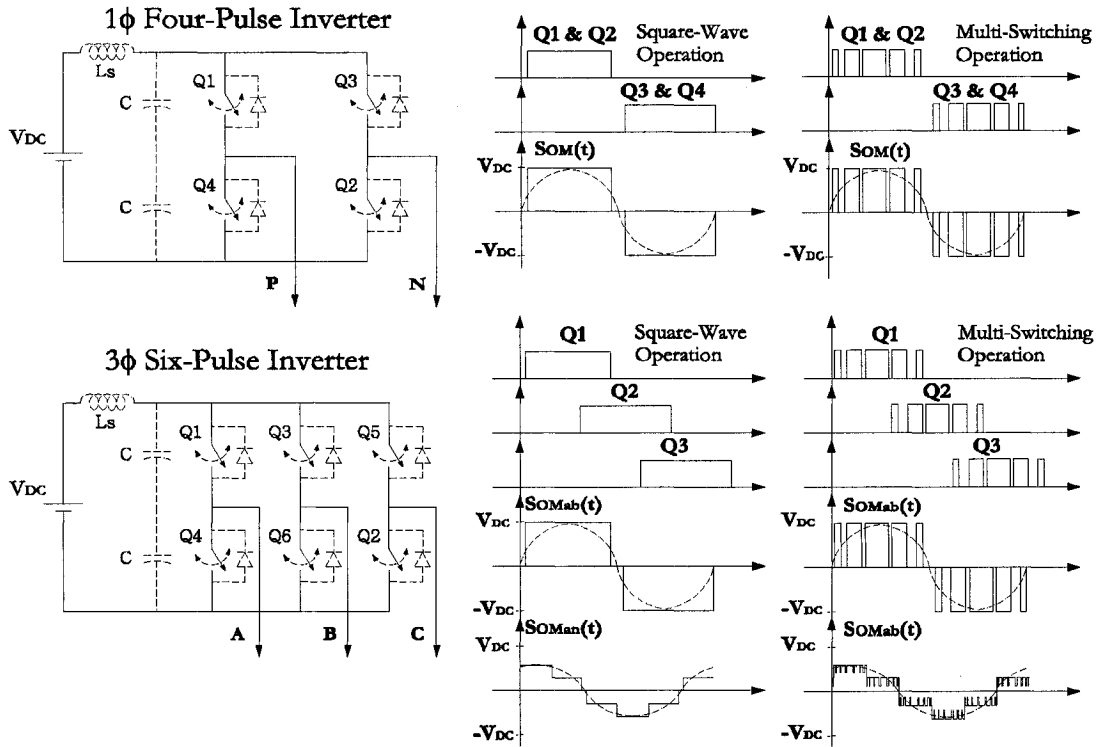 1ϕ Four-Pulse Inverter
Ls
C
Q1
Q3
VDC
C
Q4
Q2
P
N
Q1 & Q2
Square-Wave
Operation
Q3 & Q4
SOM(t)
VDC
-VDC
Q1 & Q2
Multi-Switching
Operation
Q3 & Q4
SOM(t)
VDC
-VDC
3ϕ Six-Pulse Inverter
Ls
C
Q1
Q3
Q5
VDC
C
Q4
Q6
Q2
A
B
C
Q1
Square-Wave
Operation
Q2
Q3
SOMab(t)
VDC
-VDC
SOMan(t)
VDC
-VDC
Q1
Multi-Switching
Operation
Q2
Q3
SOMab(t)
VDC
-VDC
SOMab(t)
VDC
-VDC